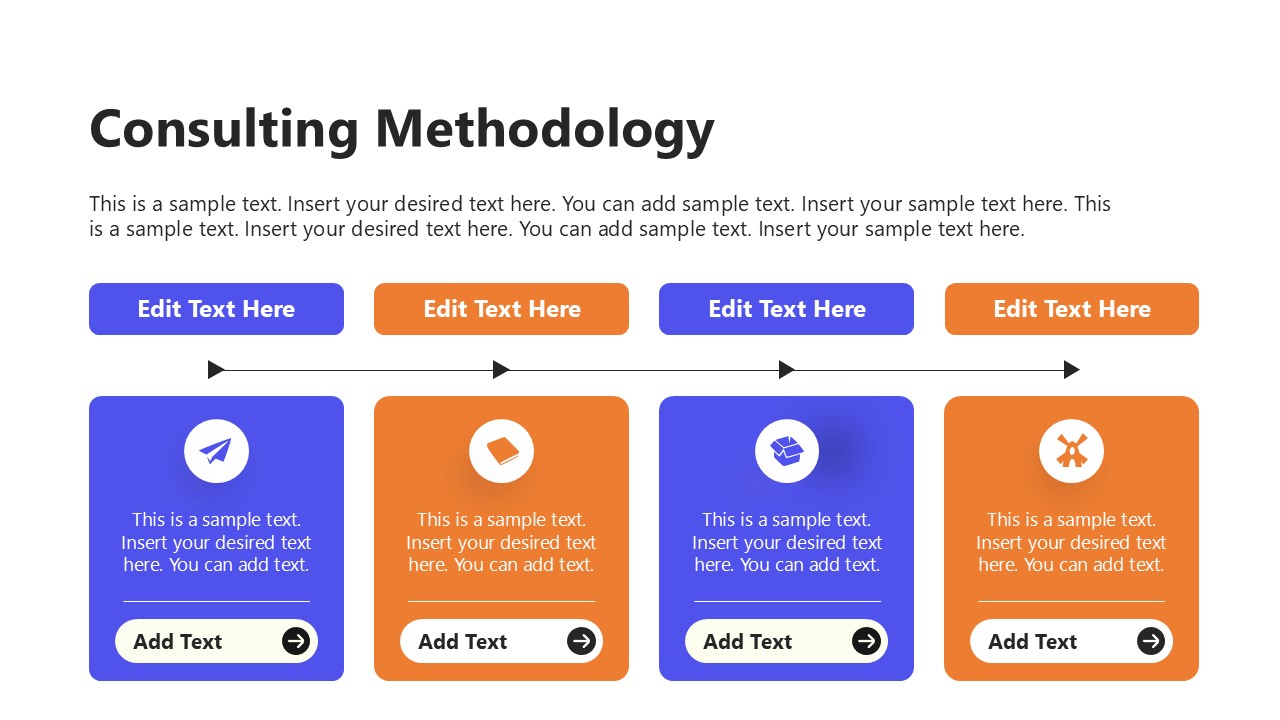 Consulting Methodology
This is a sample text. Insert your desired text here. You can add sample text. Insert your sample text here. This
is a sample text. Insert your desired text here. You can add sample text. Insert your sample text here.
Edit Text Here
Edit Text Here
Edit Text Here
Edit Text Here
This is a sample text.
Insert your desired text
here. You can add text.
Add Text
This is a sample text.
Insert your desired text
here. You can add text.
Add Text
This is a sample text.
Insert your desired text
here. You can add text.
Add Text
This is a sample text.
Insert your desired text
here. You can add text.
Add Text